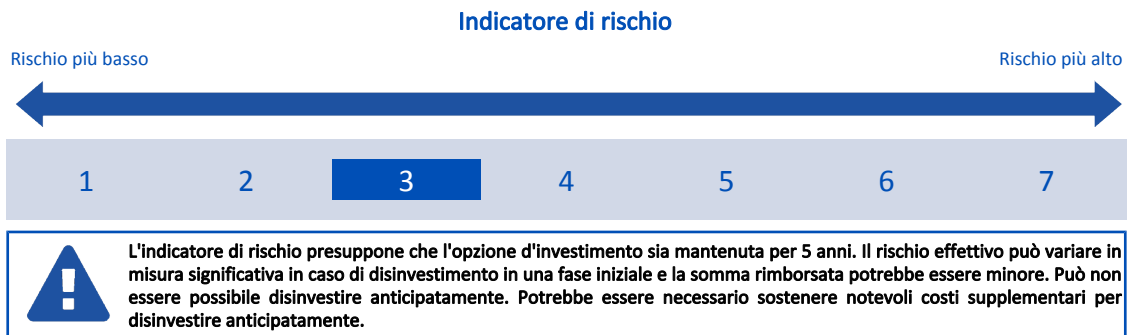 Indicatore di rischio
Rischio più basso
Rischio più alto
1 2 3 4 5 6 7
L'indicatore di rischio presuppone che l'opzione d'investimento sia mantenuta per 5 anni. Il rischio effettivo può variare in
misura significativa in caso di disinvestimento in una fase iniziale e la somma rimborsata potrebbe essere minore. Può non
essere possibile disinvestire anticipatamente. Potrebbe essere necessario sostenere notevoli costi supplementari per
disinvestire anticipatamente.